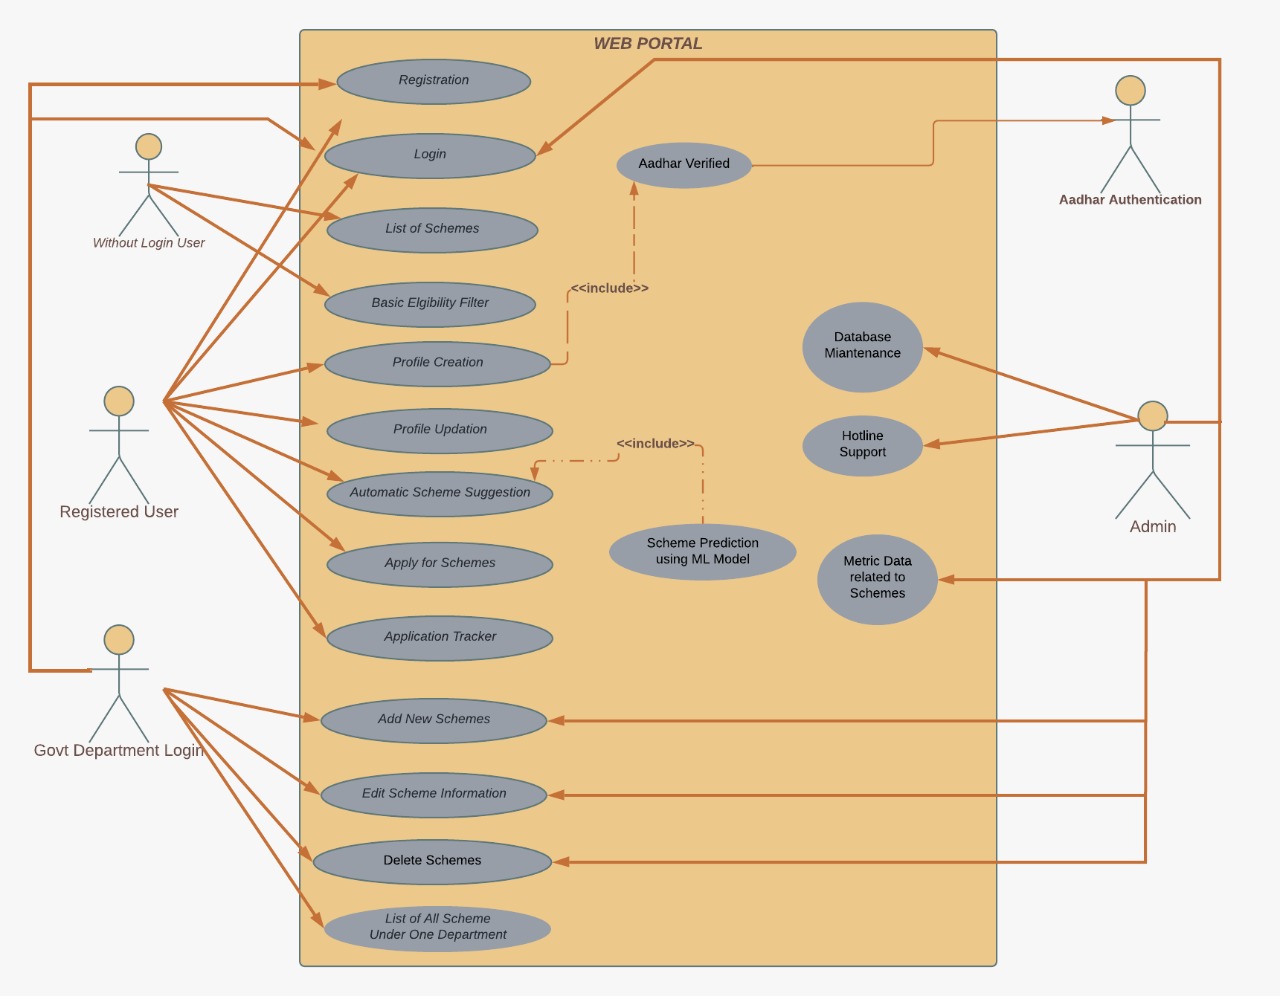 WEB PORTAL
Registration
Login
Aadhar Verified
Aadhar Authentication
List of Schemes
Without Login User
<<include>>
Basic Elgibility Filter
Database
Miantenance
Profile Creation
Profile Updation
Hotline
Support
<<include>>
Automatic Scheme Suggestion
Registered User
Admin
Scheme Prediction
using ML Model
Apply for Schemes
Metric Data
related to
Schemes
Application Tracker
Add New Schemes
Govt Department Login
Edit Scheme Information
Delete Schemes
List of All Scheme
Under One Department